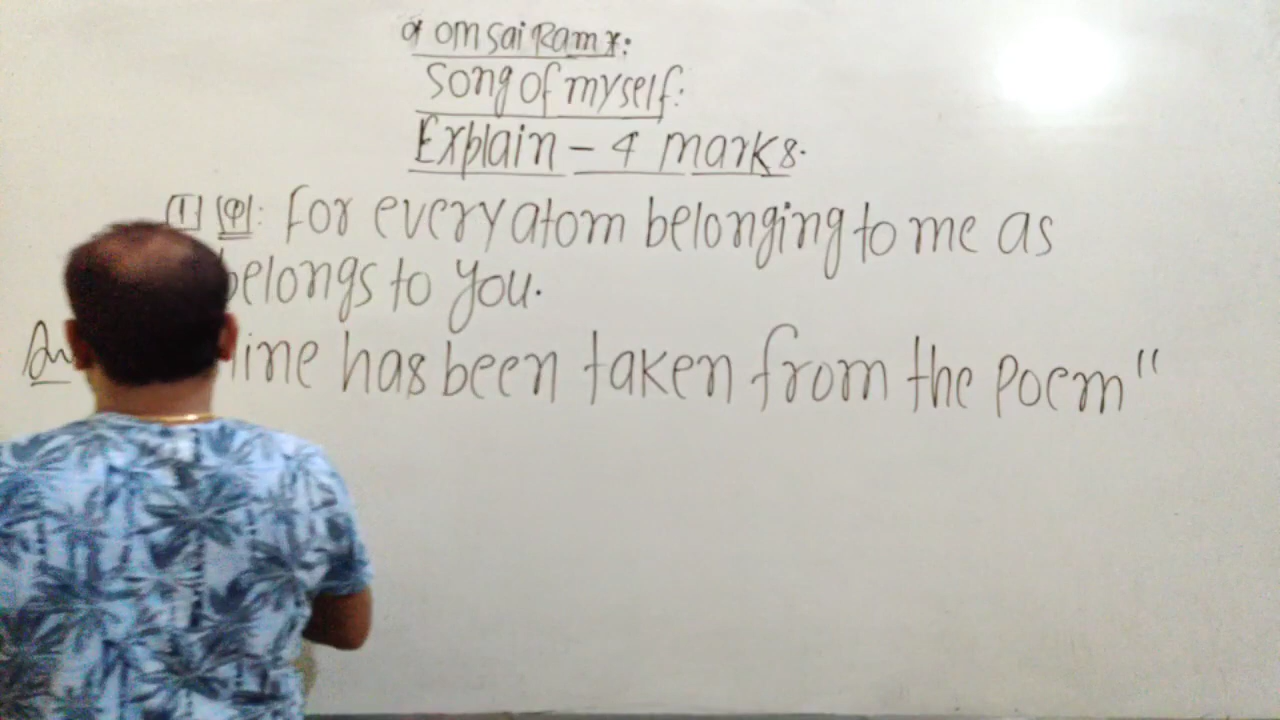 om sai Ram *:
Song of myself:
Explain - 4 marks.
[1] [φ]: For every atom belonging to me as
belongs to you.
line has been taken from the Poem "